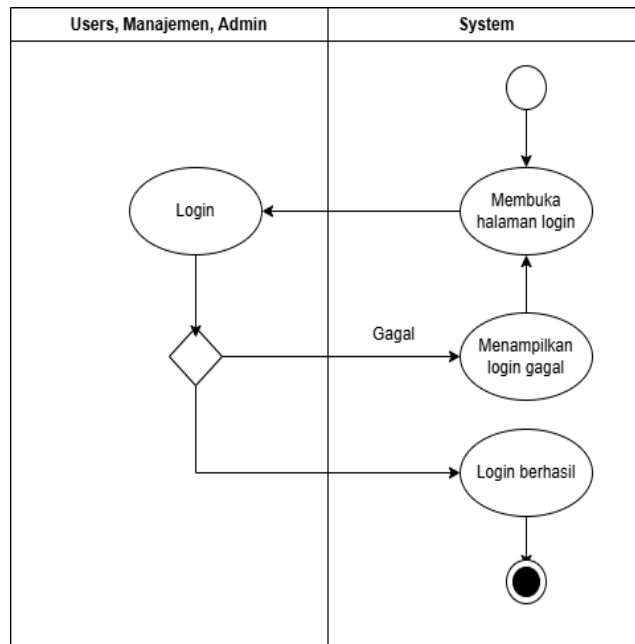 Users, Manajemen, Admin
System
Membuka
halaman login
Login
Gagal
Menampilkan
login gagal
Login berhasil